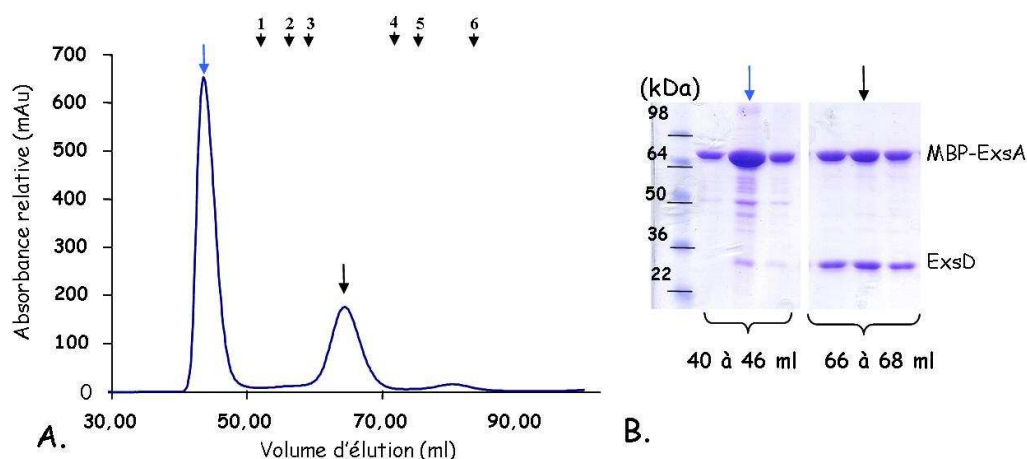 1 2 3 4 5 6
700
600
500
400
300
200
100
0
Absorbance relative (mAu)
30,00 50,00 70,00 90,00
Volume d'élution (ml)
A.
(kDa)
98
64
50
36
22
MBP-ExsA
ExsD
40 à 46 ml 66 à 68 ml
B.